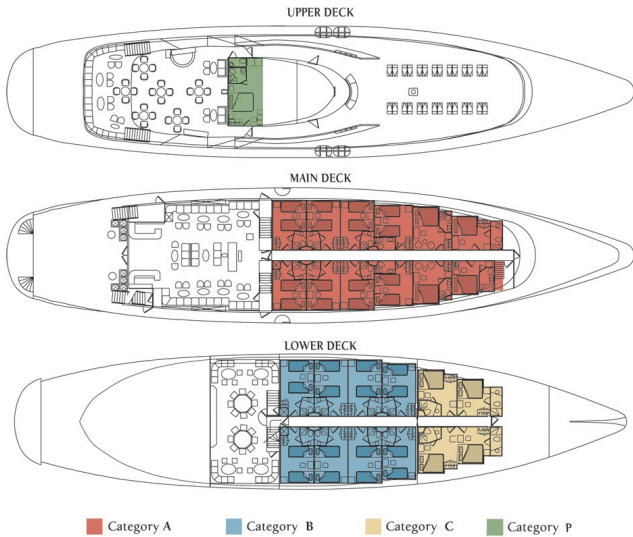 UPPER DECK
MAIN DECK
LOWER DECK
Category A
Category B
Category C
Category P